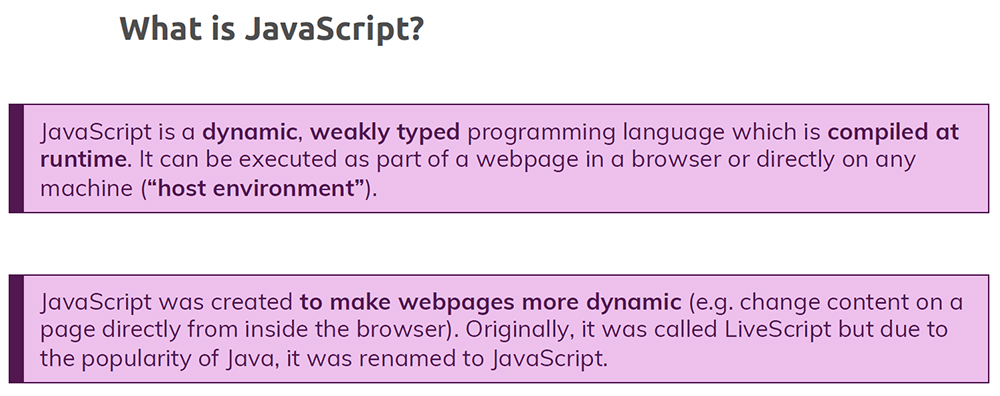 What is JavaScript?
JavaScript is a dynamic, weakly typed programming language which is compiled at
runtime. It can be executed as part of a webpage in a browser or directly on any
machine (“host environment”).
JavaScript was created to make webpages more dynamic (e.g. change content on a
page directly from inside the browser). Originally, it was called LiveScript but due to
the popularity of Java, it was renamed to JavaScript.